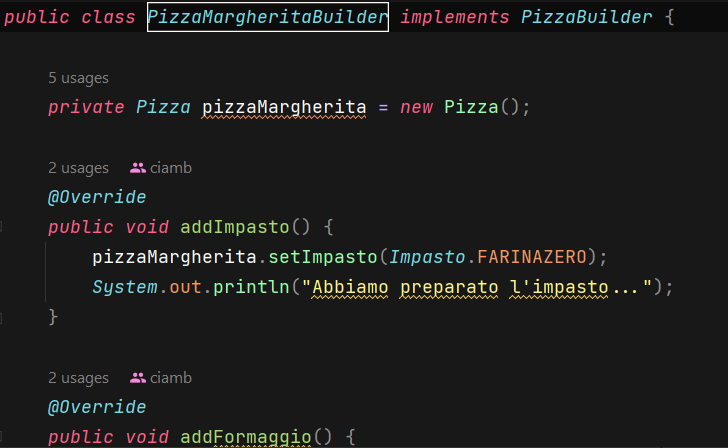 public class PizzaMargheritaBuilder implements PizzaBuilder {
5 usages
private Pizza pizzaMargherita = new Pizza();
2 usages ciamb
@Override
public void addImpasto() {
pizzaMargherita.setImpasto(Impasto.FARINAZERO);
System.out.println("Abbiamo preparato l'impasto...");
}
2 usages ciamb
@Override
public void addFormaggio() {